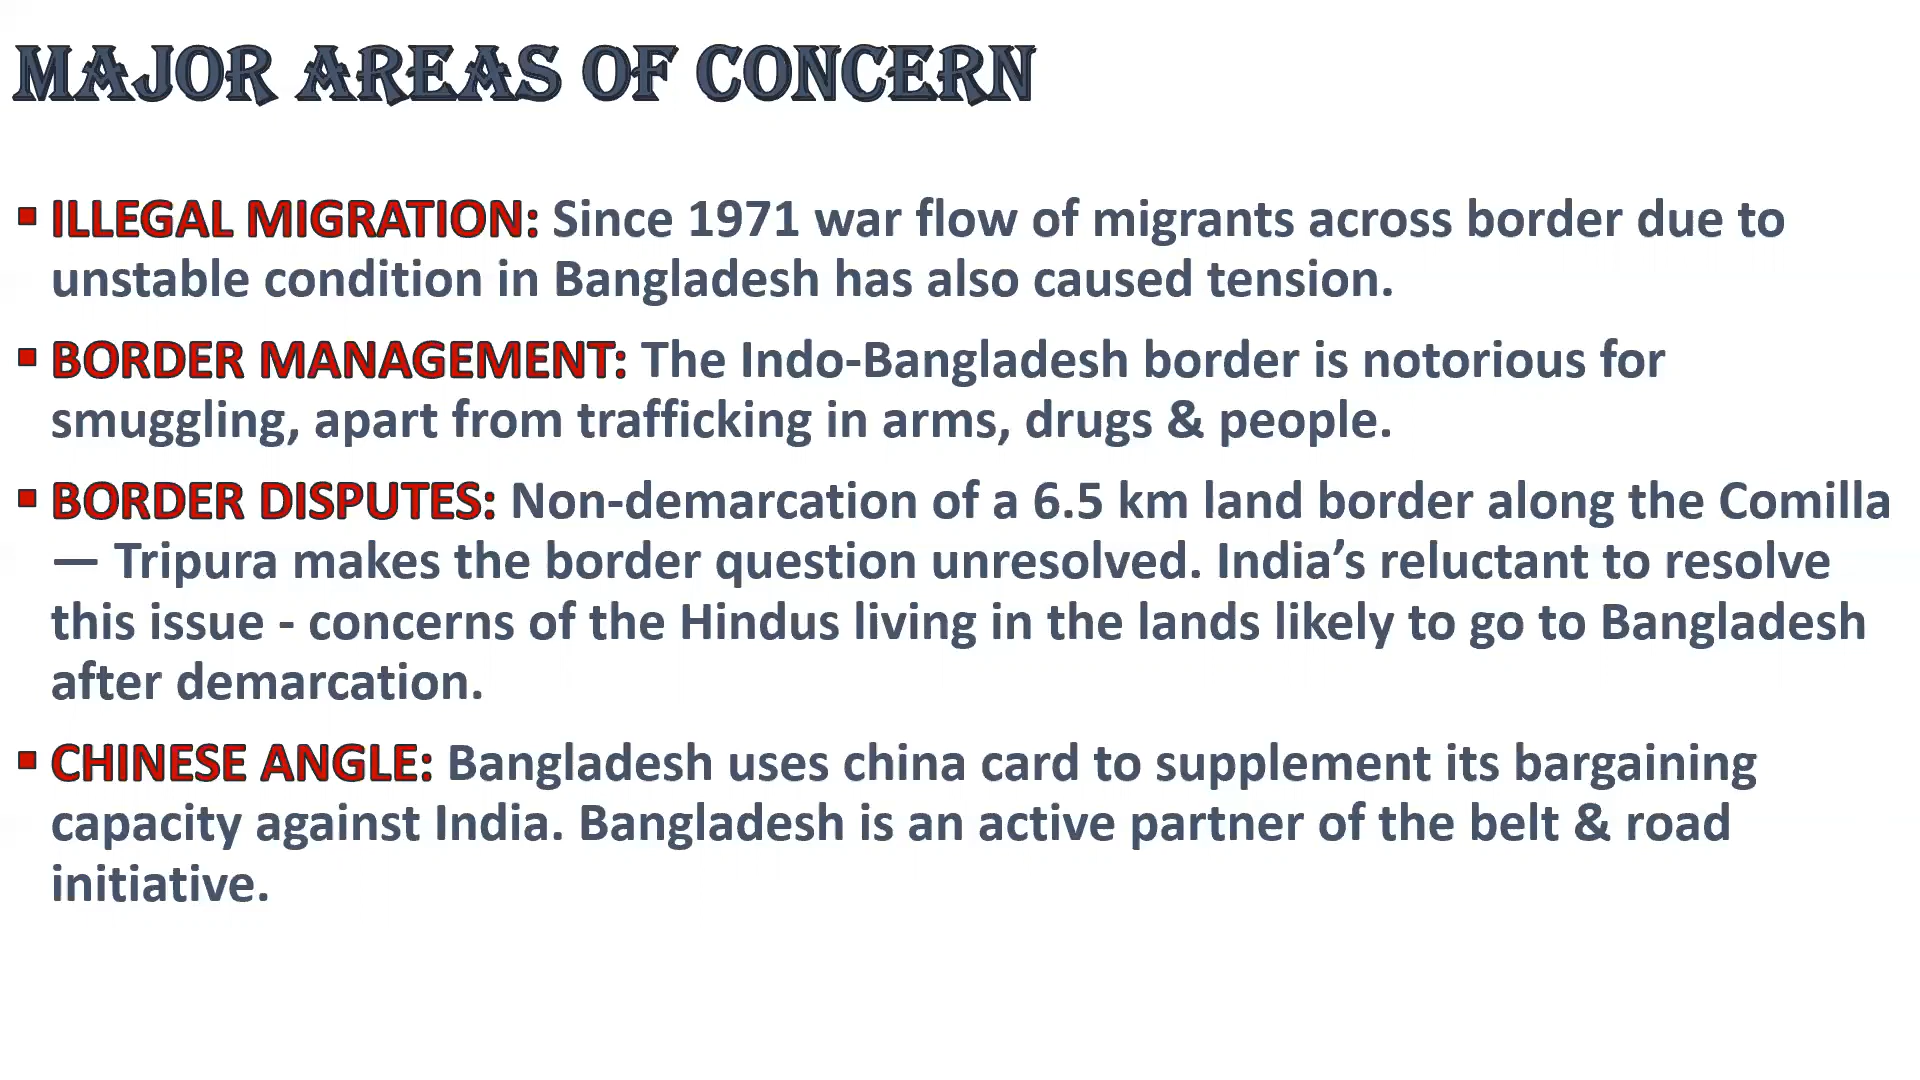 MAJOR AREAS OF CONCERN
▪ ILLEGAL MIGRATION: Since 1971 war flow of migrants across border due to
unstable condition in Bangladesh has also caused tension.
▪ BORDER MANAGEMENT: The Indo-Bangladesh border is notorious for
smuggling, apart from trafficking in arms, drugs & people.
▪ BORDER DISPUTES: Non-demarcation of a 6.5 km land border along the Comilla
— Tripura makes the border question unresolved. India’s reluctant to resolve
this issue - concerns of the Hindus living in the lands likely to go to Bangladesh
after demarcation.
▪ CHINESE ANGLE: Bangladesh uses china card to supplement its bargaining
capacity against India. Bangladesh is an active partner of the belt & road
initiative.